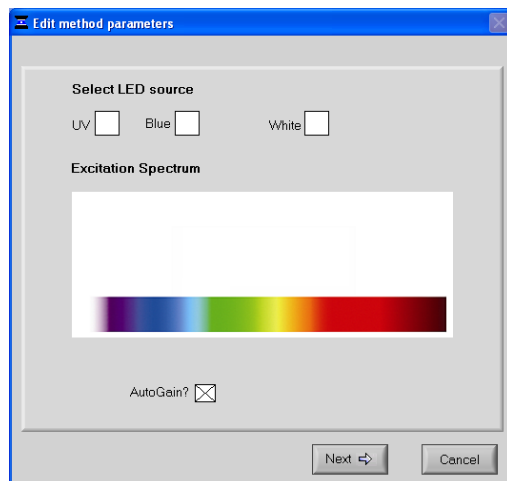 Edit method parameters
Select LED source
UV Blue White
Excitation Spectrum
AutoGain?
Next Cancel